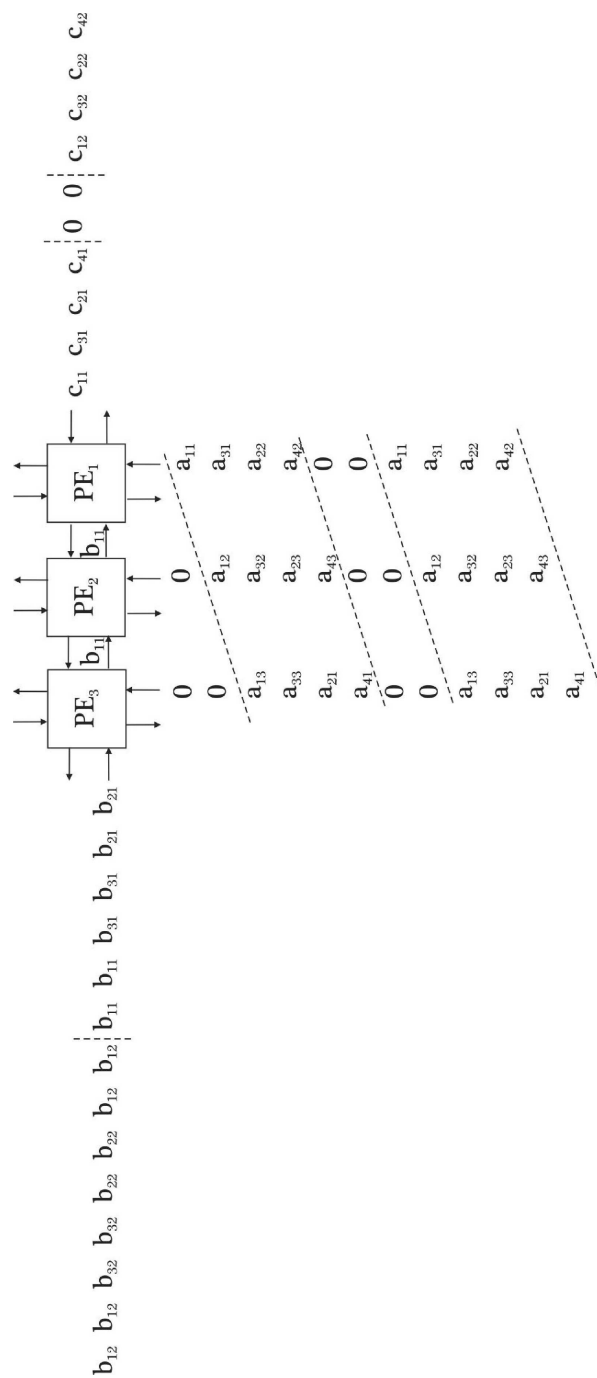 c₁₁ c₃₁ c₂₁ c₄₁ 0 0 c₁₂ c₃₂ c₂₂ c₄₂
PE₃ PE₂ PE₁
b₁₂ b₁₂ b₃₂ b₃₂ b₂₂ b₂₂ b₁₂ b₁₂ b₁₁ b₁₁ b₃₁ b₃₁ b₂₁ b₂₁ b₁₁ b₁₁
0 0 a₁₁
0 a₁₂ a₃₁
a₁₃ a₃₂ a₂₂
a₃₃ a₂₃ a₄₂
a₂₁ a₄₃ 0
a₄₁ 0 0
0 0 a₁₁
0 a₁₂ a₃₁
a₁₃ a₃₂ a₂₂
a₃₃ a₂₃ a₄₂
a₂₁ a₄₃
a₄₁